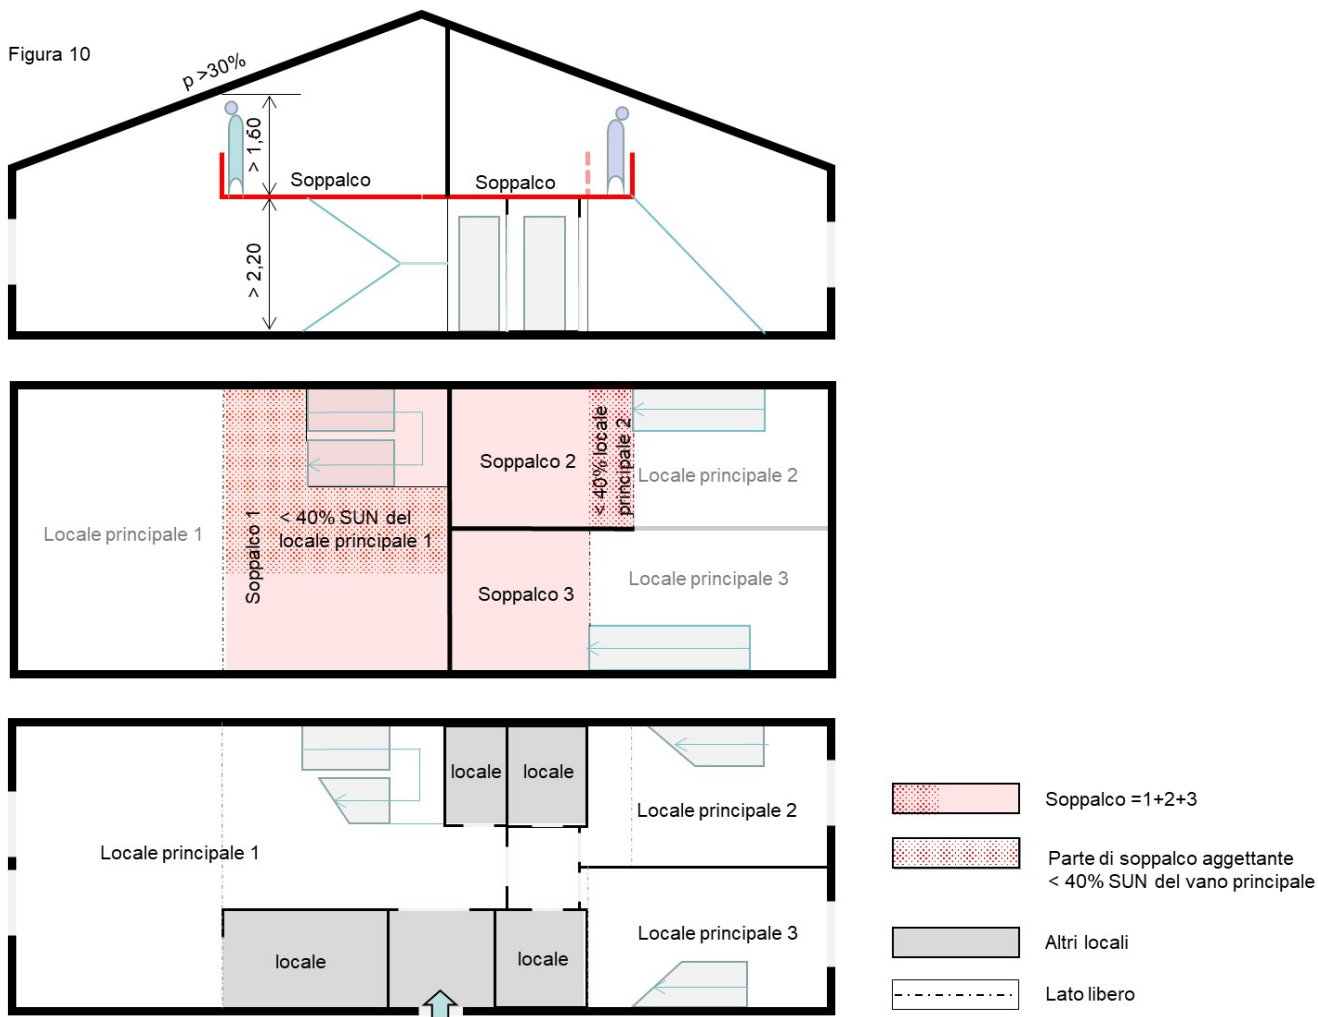 Figura 10
p >30%
> 1,60
Soppalco
Soppalco
> 2,20
Locale principale 1
Soppalco 1
< 40% SUN del
locale principale 1
Soppalco 2
< 40% locale
principale 2
Locale principale 2
Soppalco 3
Locale principale 3
locale
locale
Locale principale 2
Locale principale 1
Locale principale 3
locale
locale
Soppalco =1+2+3
Parte di soppalco aggettante
< 40% SUN del vano principale
Altri locali
Lato libero